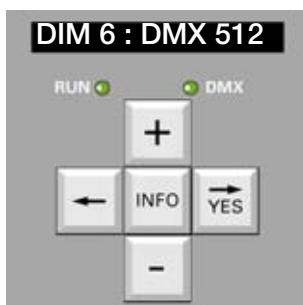 DIM 6 : DMX 512
RUN DMX
+
← INFO → YES
-